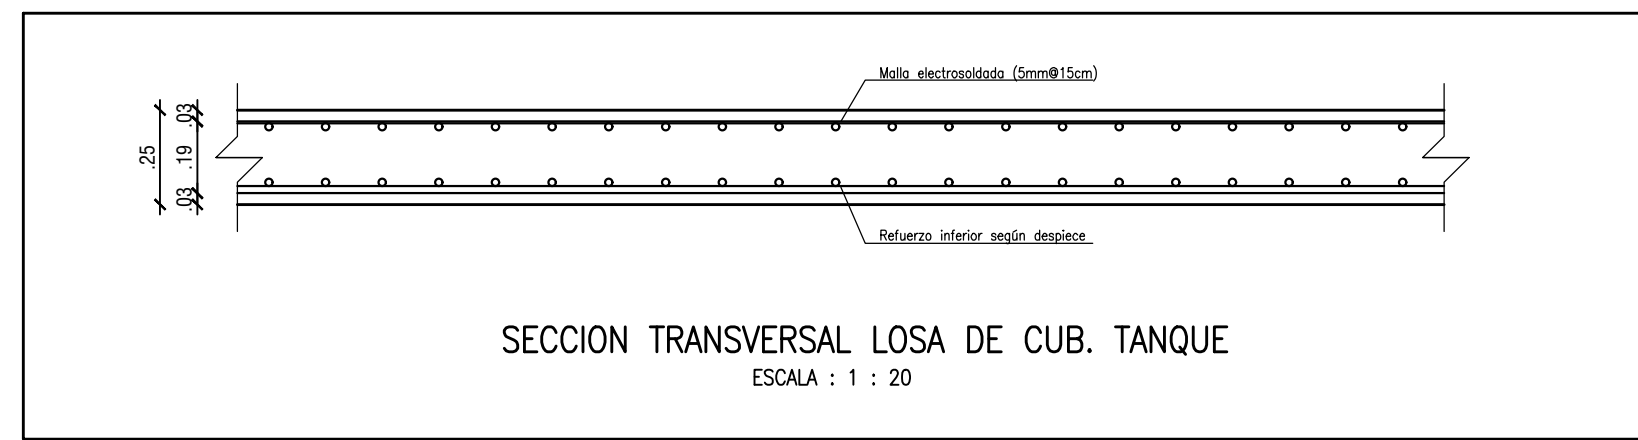 Malla electrosoldada (5mm@15cm)
.25
.03
.19
.03
Refuerzo inferior según despiece
SECCION TRANSVERSAL LOSA DE CUB. TANQUE
ESCALA : 1 : 20